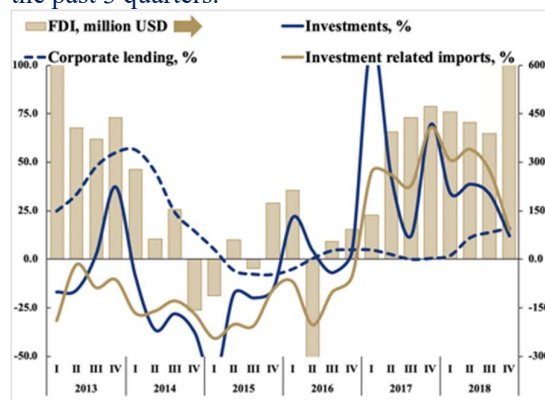 the past 3 quarters.
FDI, million USD Investments, %
Corporate lending, % Investment related imports, %
100.0 600
75.0 450
50.0 300
25.0 150
0.0 0
-25.0 -150
-50.0 -300
I II III IV I II III IV I II III IV I II III IV I II III IV I II III IV
2013 2014 2015 2016 2017 2018